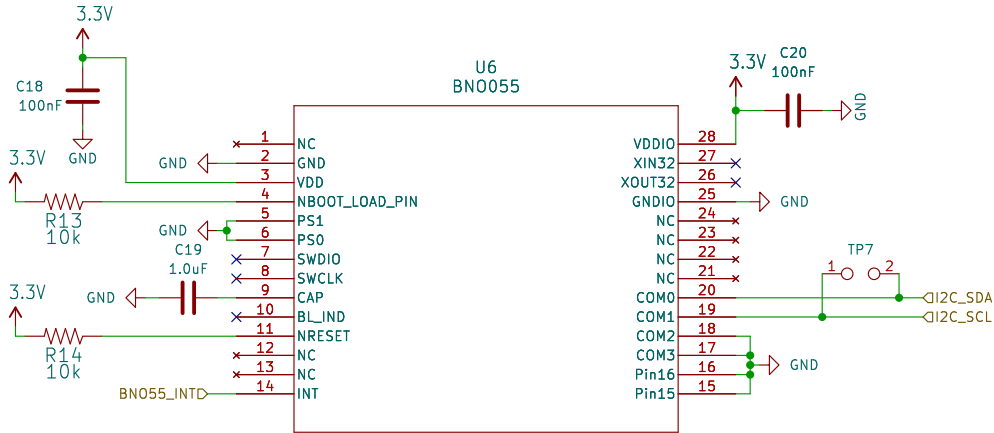 3.3V
C18
100nF
GND
U6
BNO055
3.3V
C20
100nF
GND
1 NC
GND 2 GND
3 VDD
3.3V
4 NBOOT_LOAD_PIN
R13
10k
5 PS1
GND
6 PS0
7 SWDIO
8 SWCLK
C19
1.0uF
GND 9 CAP
10 BL_IND
3.3V
11 NRESET
R14
10k
12 NC
13 NC
BNO55_INT 14 INT
VDDIO 28
XIN32 27
XOUT32 26
GNDIO 25 GND
NC 24
NC 23
NC 22
NC 21
TP7
1 2
COM0 20 I2C_SDA
COM1 19 I2C_SCL
COM2 18
COM3 17
GND
Pin16 16
Pin15 15